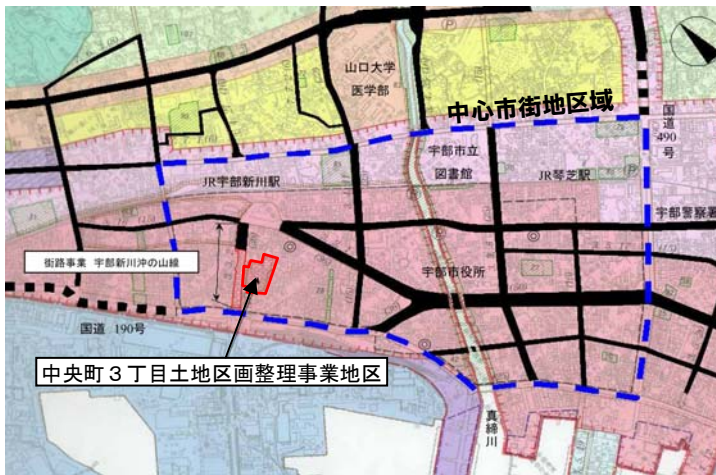 山口大学
医学部
中心市街地区域
国道
490
号
宇部市立
図書館
JR宇部新川駅
JR琴芝駅
宇部警察署
街路事業 宇部新川沖の山線
宇部市役所
国道 190号
中央町3丁目土地区画整理事業地区
真締川